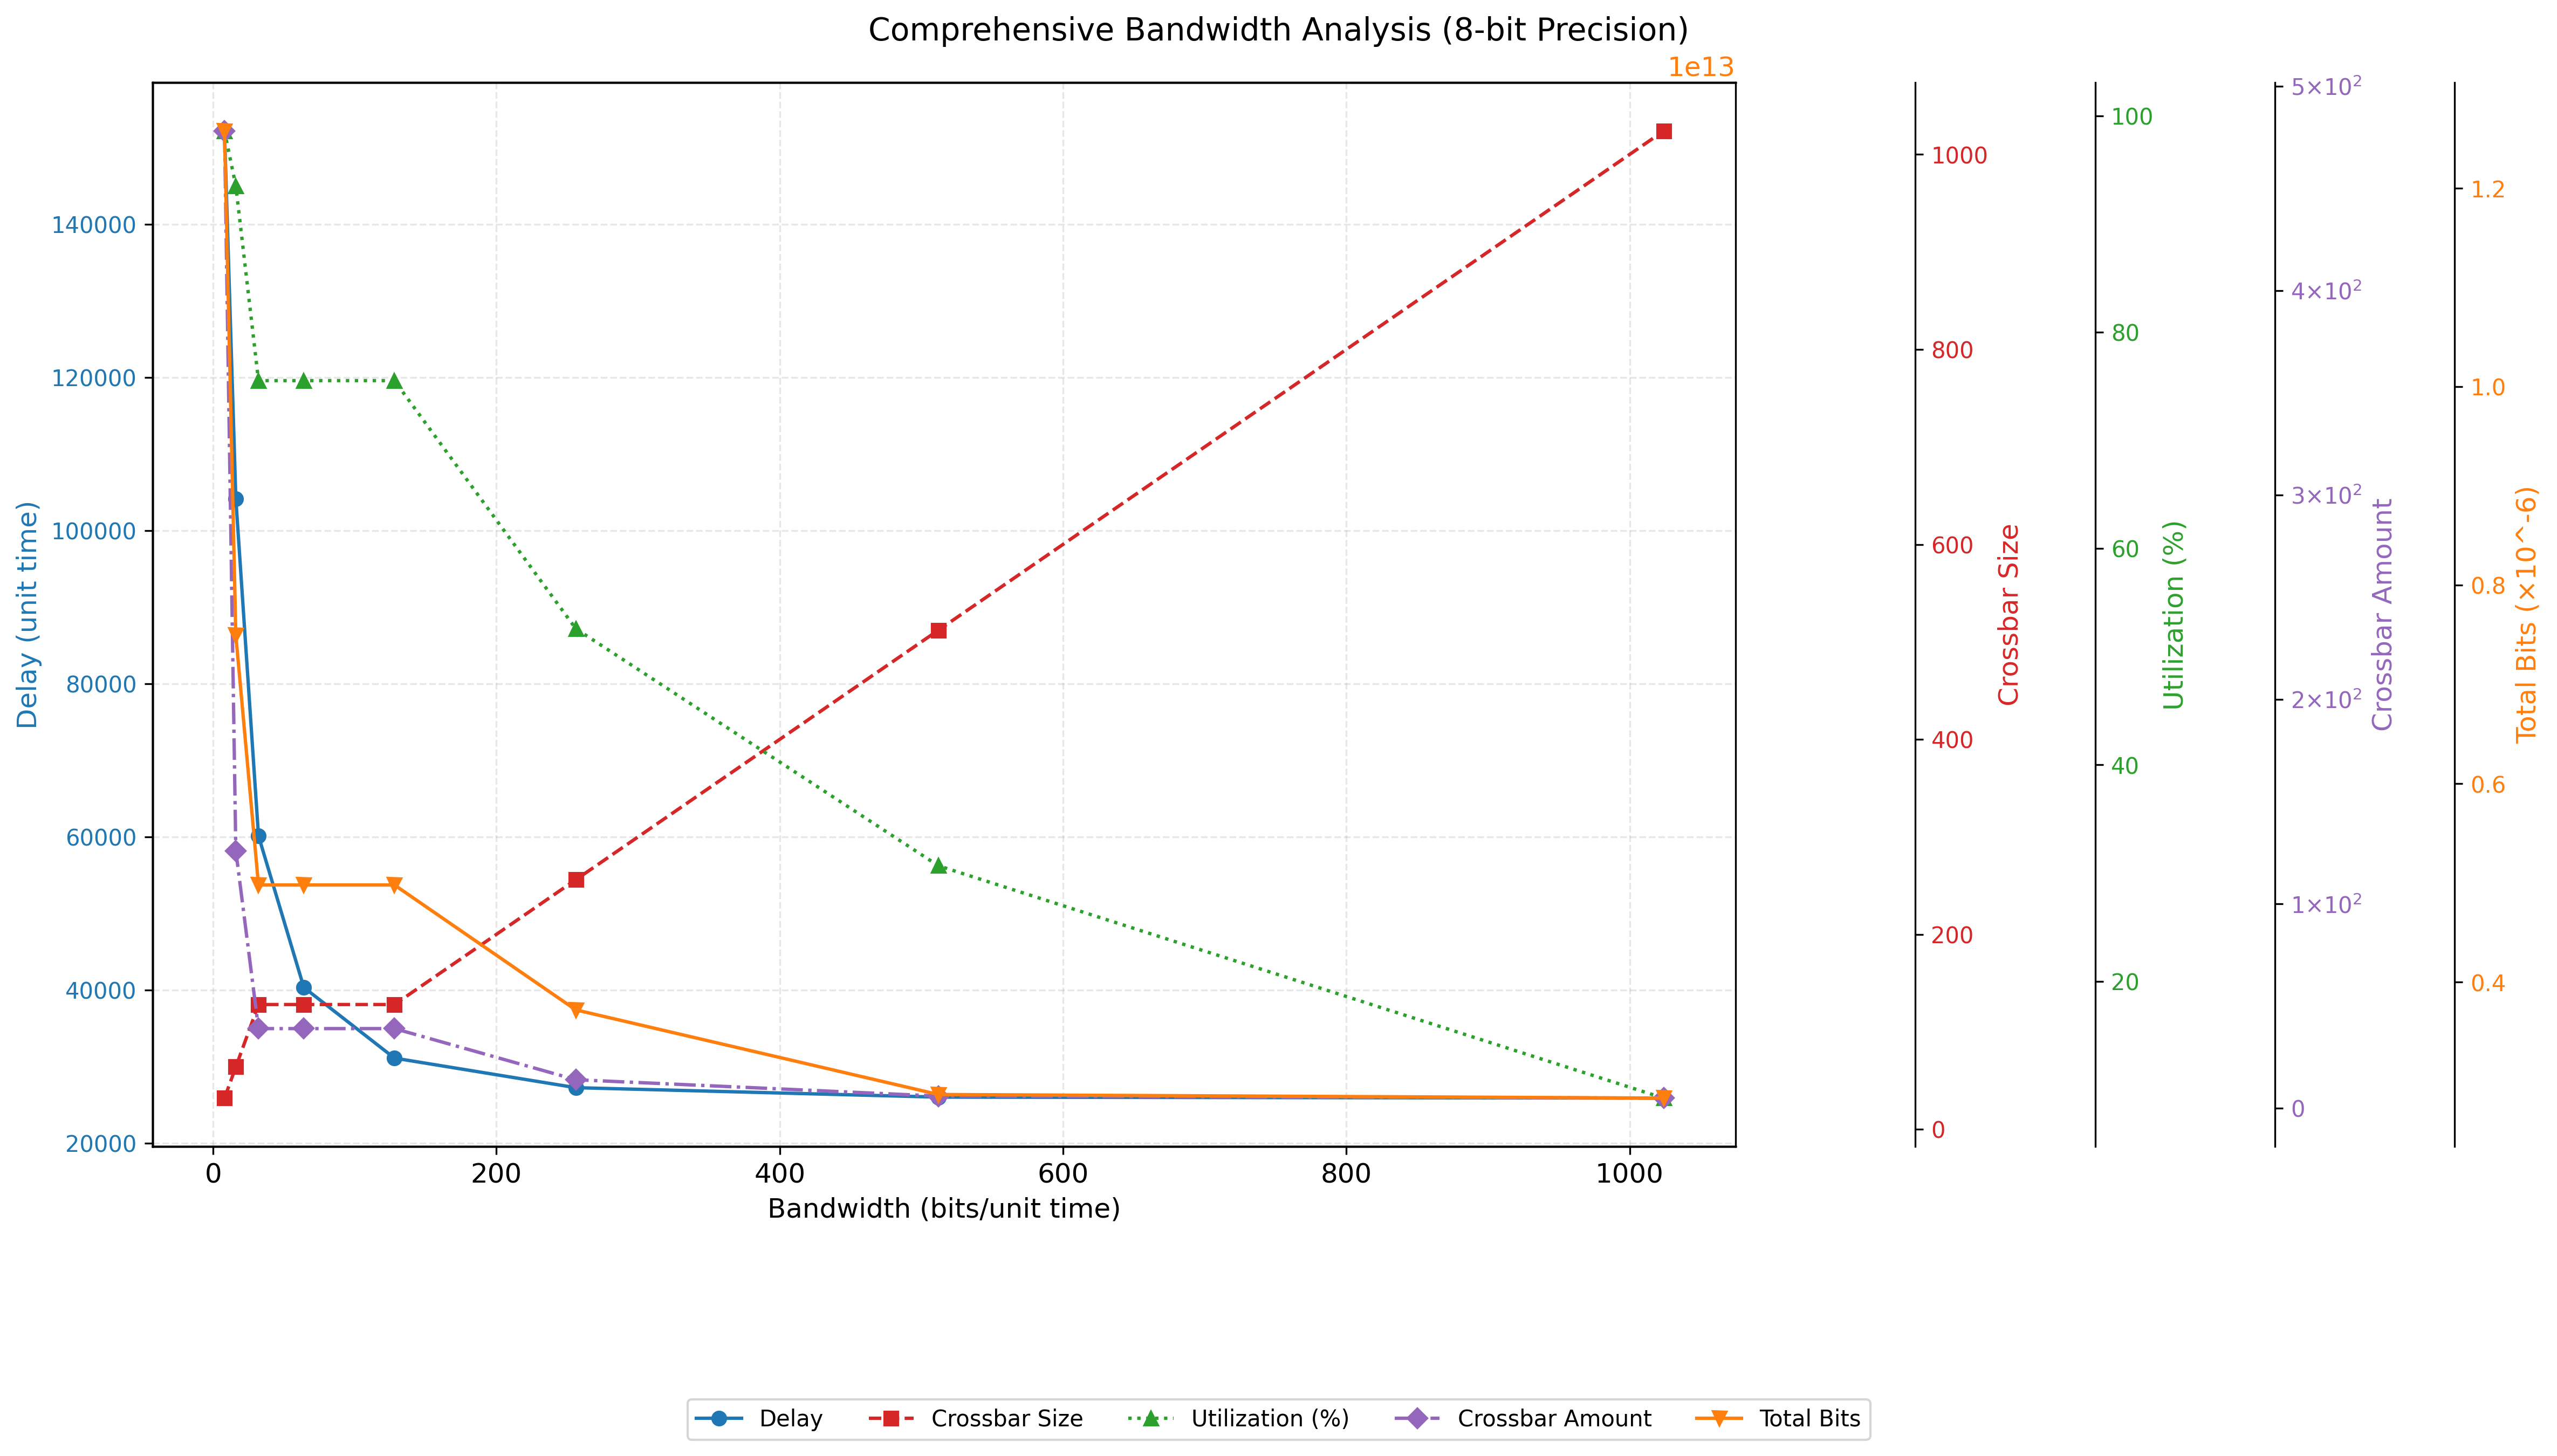 Comprehensive Bandwidth Analysis (8-bit Precision)
1e13
Delay (unit time)
140000
120000
100000
80000
60000
40000
20000
0 200 400 600 800 1000
Bandwidth (bits/unit time)
1000
800
600
400
200
0
Crossbar Size
100
80
60
40
20
Utilization (%)
5×10²
4×10²
3×10²
2×10²
1×10²
0
Crossbar Amount
1.2
1.0
0.8
0.6
0.4
Total Bits (×10^-6)
Delay Crossbar Size Utilization (%) Crossbar Amount Total Bits